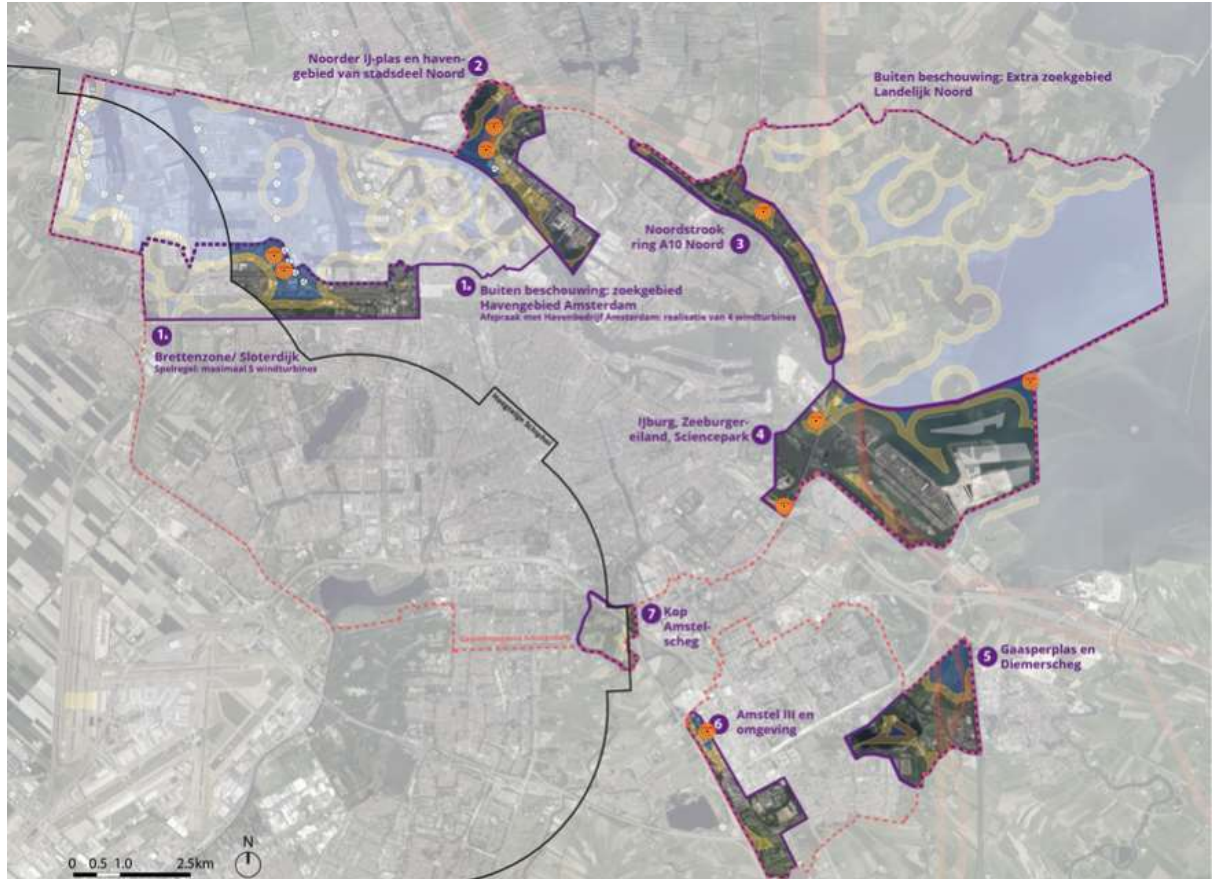 Noorder IJ-plas en haven-
gebied van stadsdeel Noord
2
Buiten beschouwing: Extra zoekgebied
Landelijk Noord
Noordstrook
ring A10 Noord
3
1b
Buiten beschouwing: zoekgebied
Havengebied Amsterdam
Afspraak met Havenbedrijf Amsterdam: realisatie van 4 windturbines
1a
Brettenzone/ Sloterdijk
Spelregel: maximaal 5 windturbines
IJburg, Zeeburger-
eiland, Sciencepark
4
7
Kop
Amstel-
scheg
5
Gaasperplas en
Diemerscheg
6
Amstel III en
omgeving
N
0 0.5 1.0 2.5km